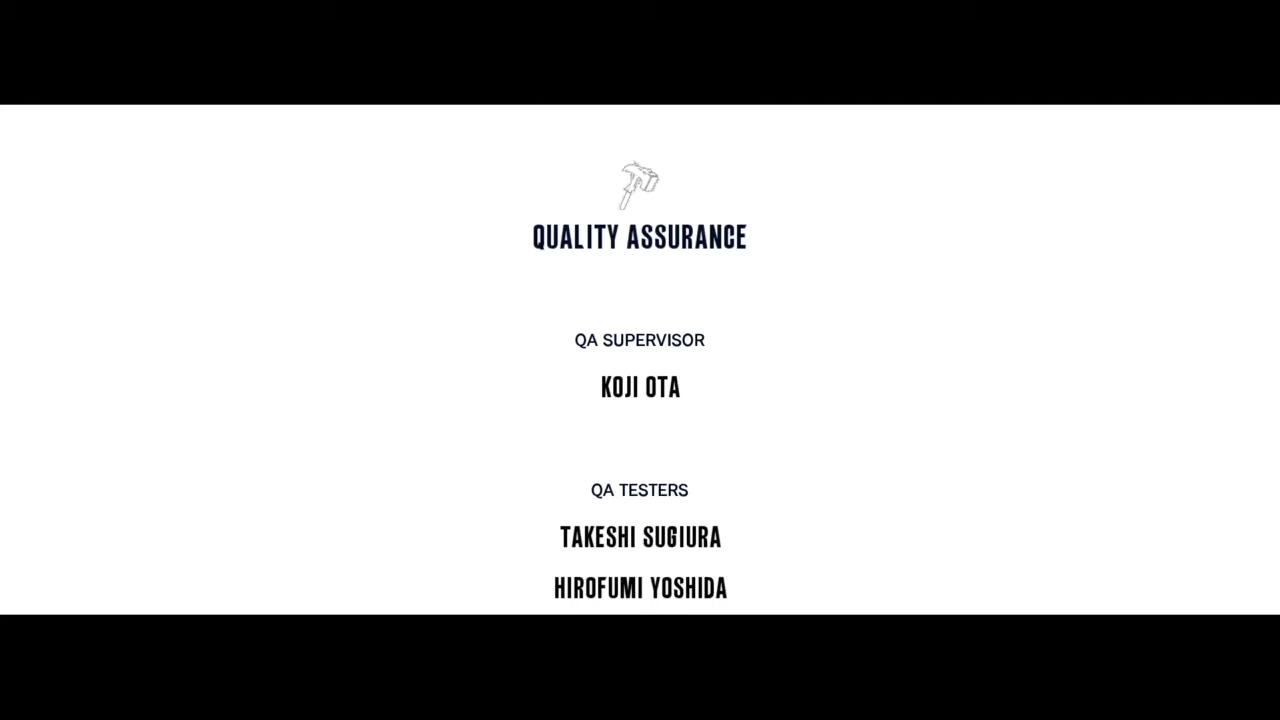 QUALITY ASSURANCE
QA SUPERVISOR
KOJI OTA
QA TESTERS
TAKESHI SUGIURA
HIROFUMI YOSHIDA